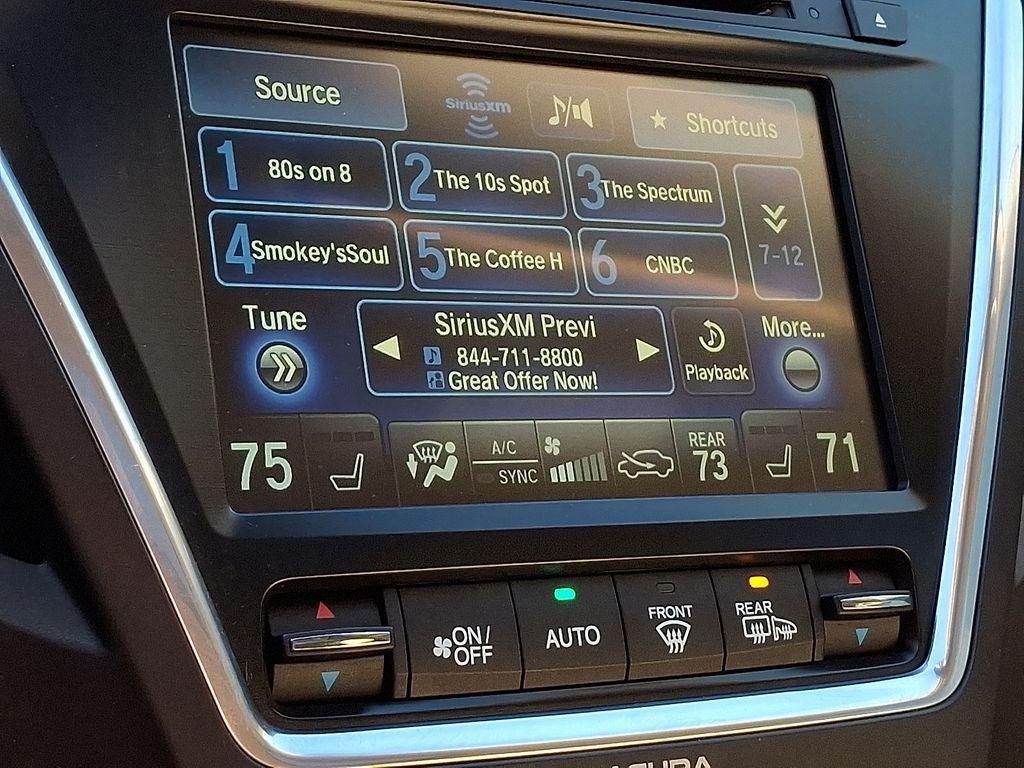 Source
SiriusXM
Shortcuts
1 80s on 8
2 The 10s Spot
3 The Spectrum
7-12
4 Smokey'sSoul
5 The Coffee H
6 CNBC
Tune
SiriusXM Previ
844-711-8800
Great Offer Now!
Playback
More...
75
A/C
SYNC
REAR
73
71
ON/
OFF
AUTO
FRONT
REAR
ACURA